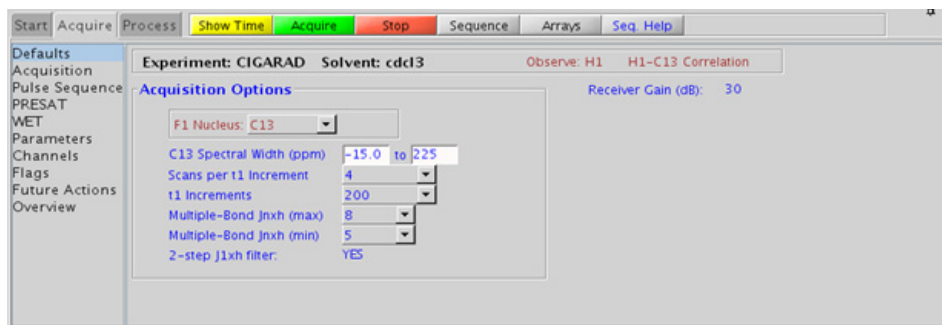 Start Acquire Process Show Time Acquire Stop Sequence Arrays Seq. Help
Defaults
Acquisition
Pulse Sequence
PRESAT
WET
Parameters
Channels
Flags
Future Actions
Overview
Experiment: CIGARAD Solvent: cdcl3 Observe: H1 H1-C13 Correlation
Acquisition Options Receiver Gain (dB): 30
F1 Nucleus: C13
C13 Spectral Width (ppm) -15.0 to 225
Scans per t1 Increment 4
t1 Increments 200
Multiple-Bond Jnxh (max) 8
Multiple-Bond Jnxh (min) 5
2-step J1xh filter: YES